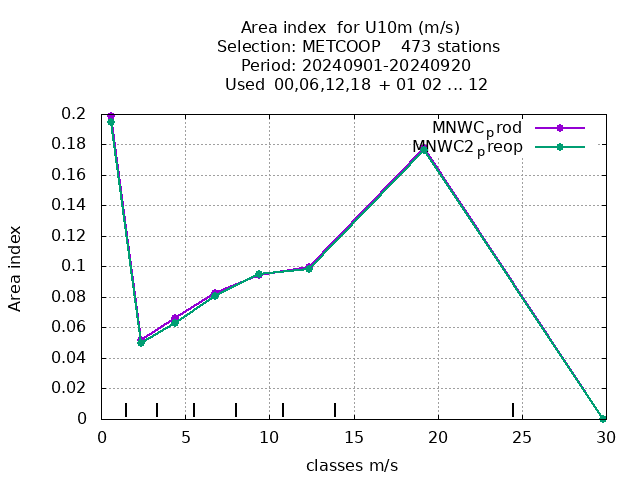 Area index  for U10m (m/s)
Selection: METCOOP    473 stations
Period: 20240901-20240920
Used  00,06,12,18  + 01 02 ... 12
MNWCprod
MNWC2preop
0.2
0.18
0.16
0.14
0.12
0.1
0.08
0.06
0.04
0.02
0
Area index
0 5 10 15 20 25 30
classes m/s